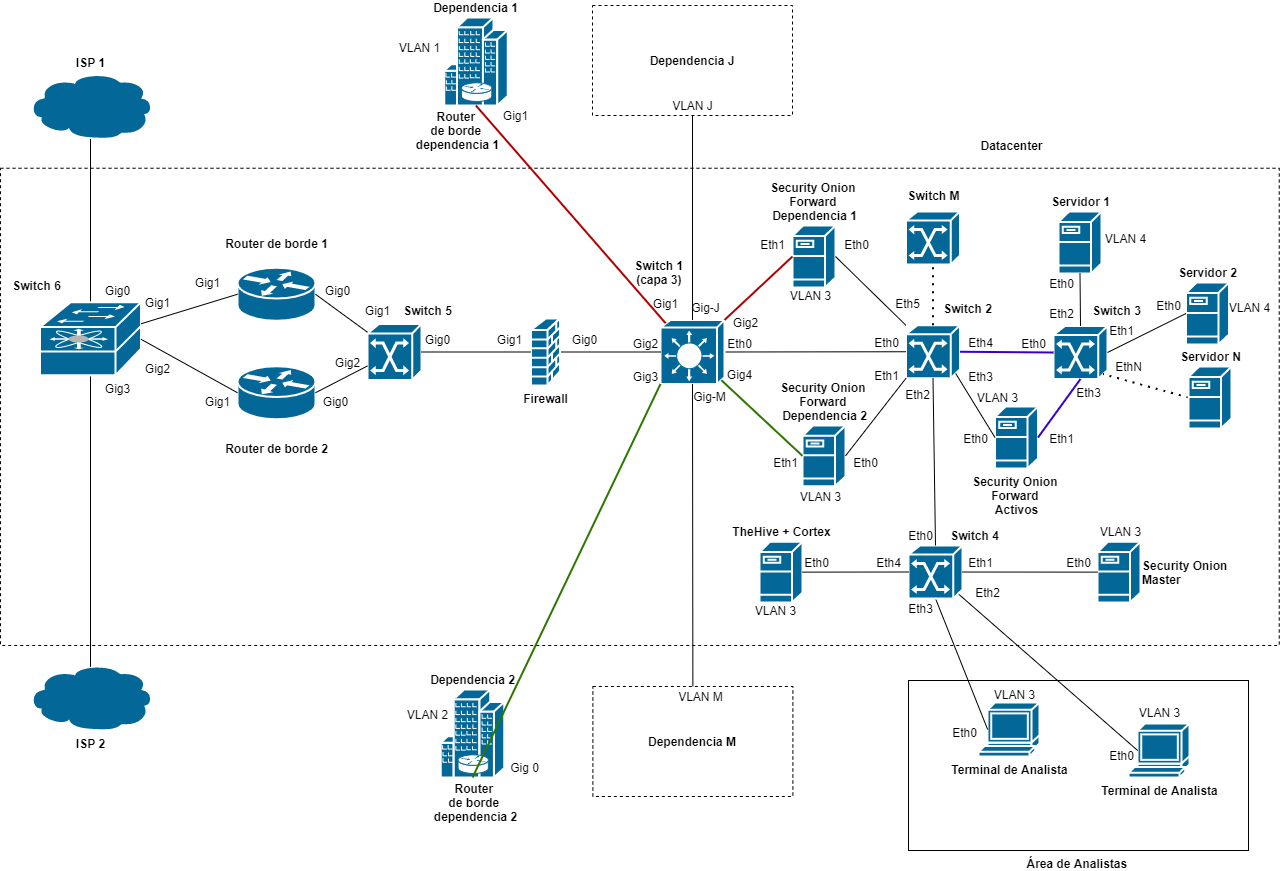 Dependencia 1
VLAN 1
Gig1
Router
de borde
dependencia 1
Dependencia J
VLAN J
ISP 1
Datacenter
Switch 6
Gig0
Gig1
Gig2
Gig3
Router de borde 1
Gig1
Gig0
Router de borde 2
Gig1
Gig0
Switch 5
Gig1
Gig0
Gig2
Firewall
Gig1
Gig0
Switch 1
(capa 3)
Gig1
Gig-J
Gig2
Gig2
Eth0
Gig3
Gig4
Gig-M
Security Onion
Forward
Dependencia 1
Eth1
Eth0
VLAN 3
Security Onion
Forward
Dependencia 2
Eth1
Eth0
VLAN 3
Switch M
Switch 2
Eth5
Eth0
Eth4
Eth1
Eth3
Eth2
Switch 3
Eth0
Eth2
Eth1
EthN
Eth3
Servidor 1
VLAN 4
Eth0
Servidor 2
Eth0
VLAN 4
Servidor N
VLAN 3
Eth0
Eth1
Security Onion
Forward
Activos
Switch 4
Eth0
Eth4
Eth1
Eth2
Eth3
TheHive + Cortex
Eth0
VLAN 3
VLAN 3
Eth0
Security Onion
Master
ISP 2
Dependencia 2
VLAN 2
Gig 0
Router
de borde
dependencia 2
VLAN M
Dependencia M
VLAN 3
Eth0
Terminal de Analista
VLAN 3
Eth0
Terminal de Analista
Área de Analistas